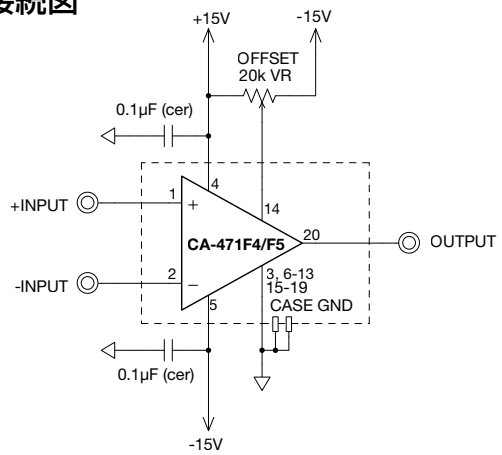 接続図
+15V
-15V
OFFSET
20k VR
0.1μF (cer)
4
1
+INPUT
+
14
CA-471F4/F5
20
OUTPUT
2
-INPUT
−
3, 6-13
15-19
5
CASE GND
0.1μF (cer)
-15V